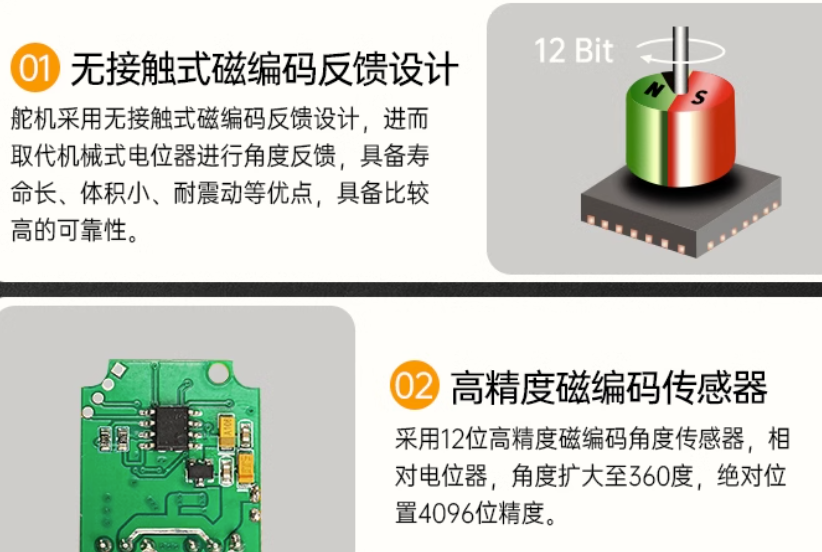 01 无接触式磁编码反馈设计
舵机采用无接触式磁编码反馈设计，进而
取代机械式电位器进行角度反馈，具备寿
命长、体积小、耐震动等优点，具备比较
高的可靠性。
12 Bit
N S
02 高精度磁编码传感器
采用12位高精度磁编码角度传感器，相
对电位器，角度扩大至360度，绝对位
置4096位精度。